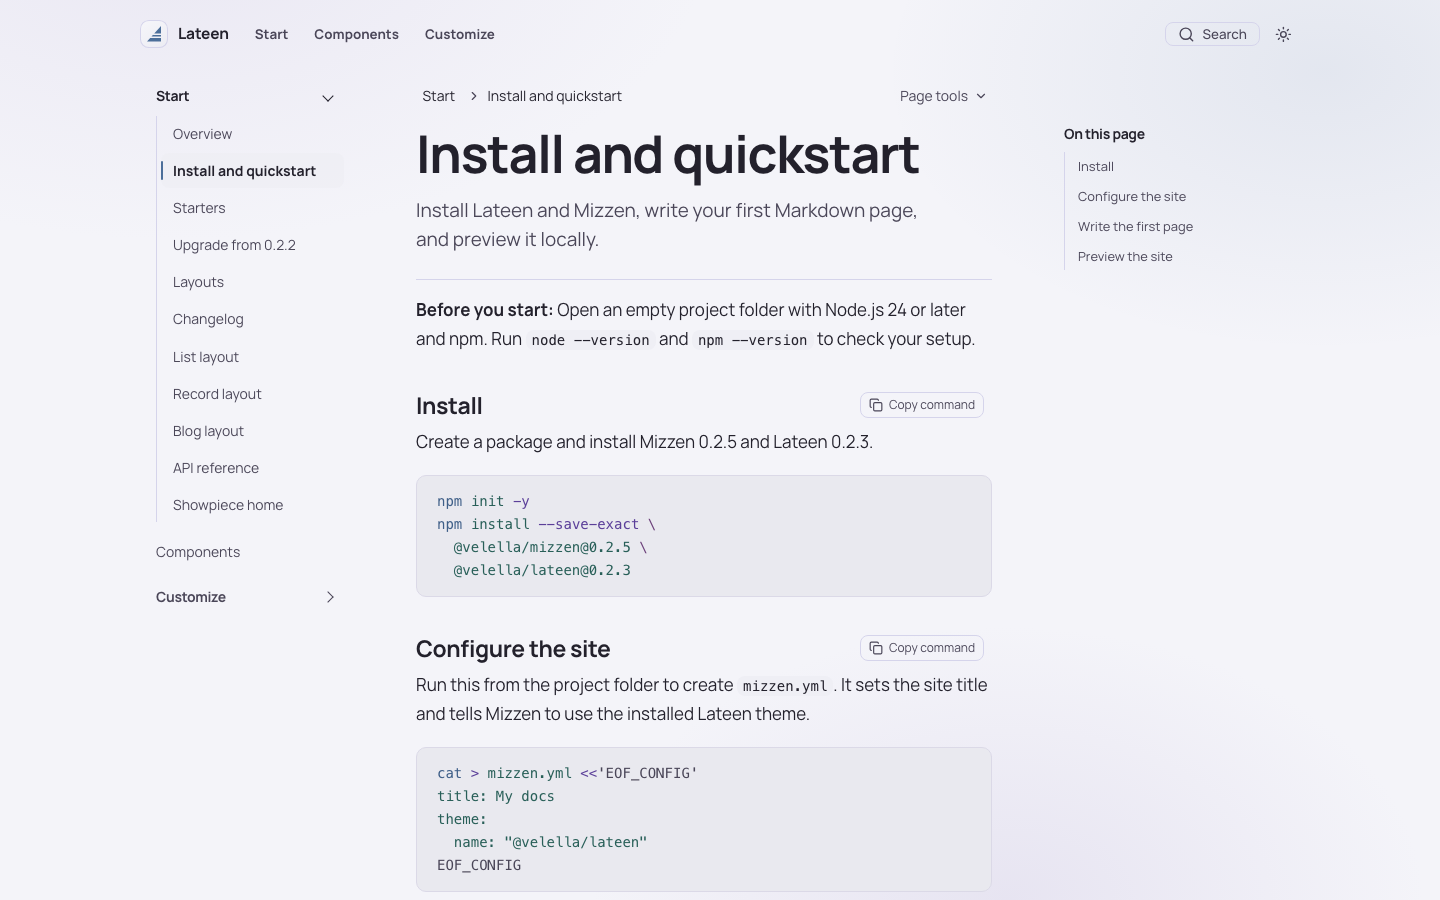 Lateen
Start
Components
Customize
Search
Start
Overview
Install and quickstart
Starters
Upgrade from 0.2.2
Layouts
Changelog
List layout
Record layout
Blog layout
API reference
Showpiece home
Components
Customize
Start > Install and quickstart
Page tools
Install and quickstart
Install Lateen and Mizzen, write your first Markdown page,
and preview it locally.
Before you start: Open an empty project folder with Node.js 24 or later
and npm. Run node --version and npm --version to check your setup.
Install
Copy command
Create a package and install Mizzen 0.2.5 and Lateen 0.2.3.
npm init -y
npm install --save-exact \
  @velella/mizzen@0.2.5 \
  @velella/lateen@0.2.3
Configure the site
Copy command
Run this from the project folder to create mizzen.yml. It sets the site title
and tells Mizzen to use the installed Lateen theme.
cat > mizzen.yml <<'EOF_CONFIG'
title: My docs
theme:
  name: "@velella/lateen"
EOF_CONFIG
On this page
Install
Configure the site
Write the first page
Preview the site